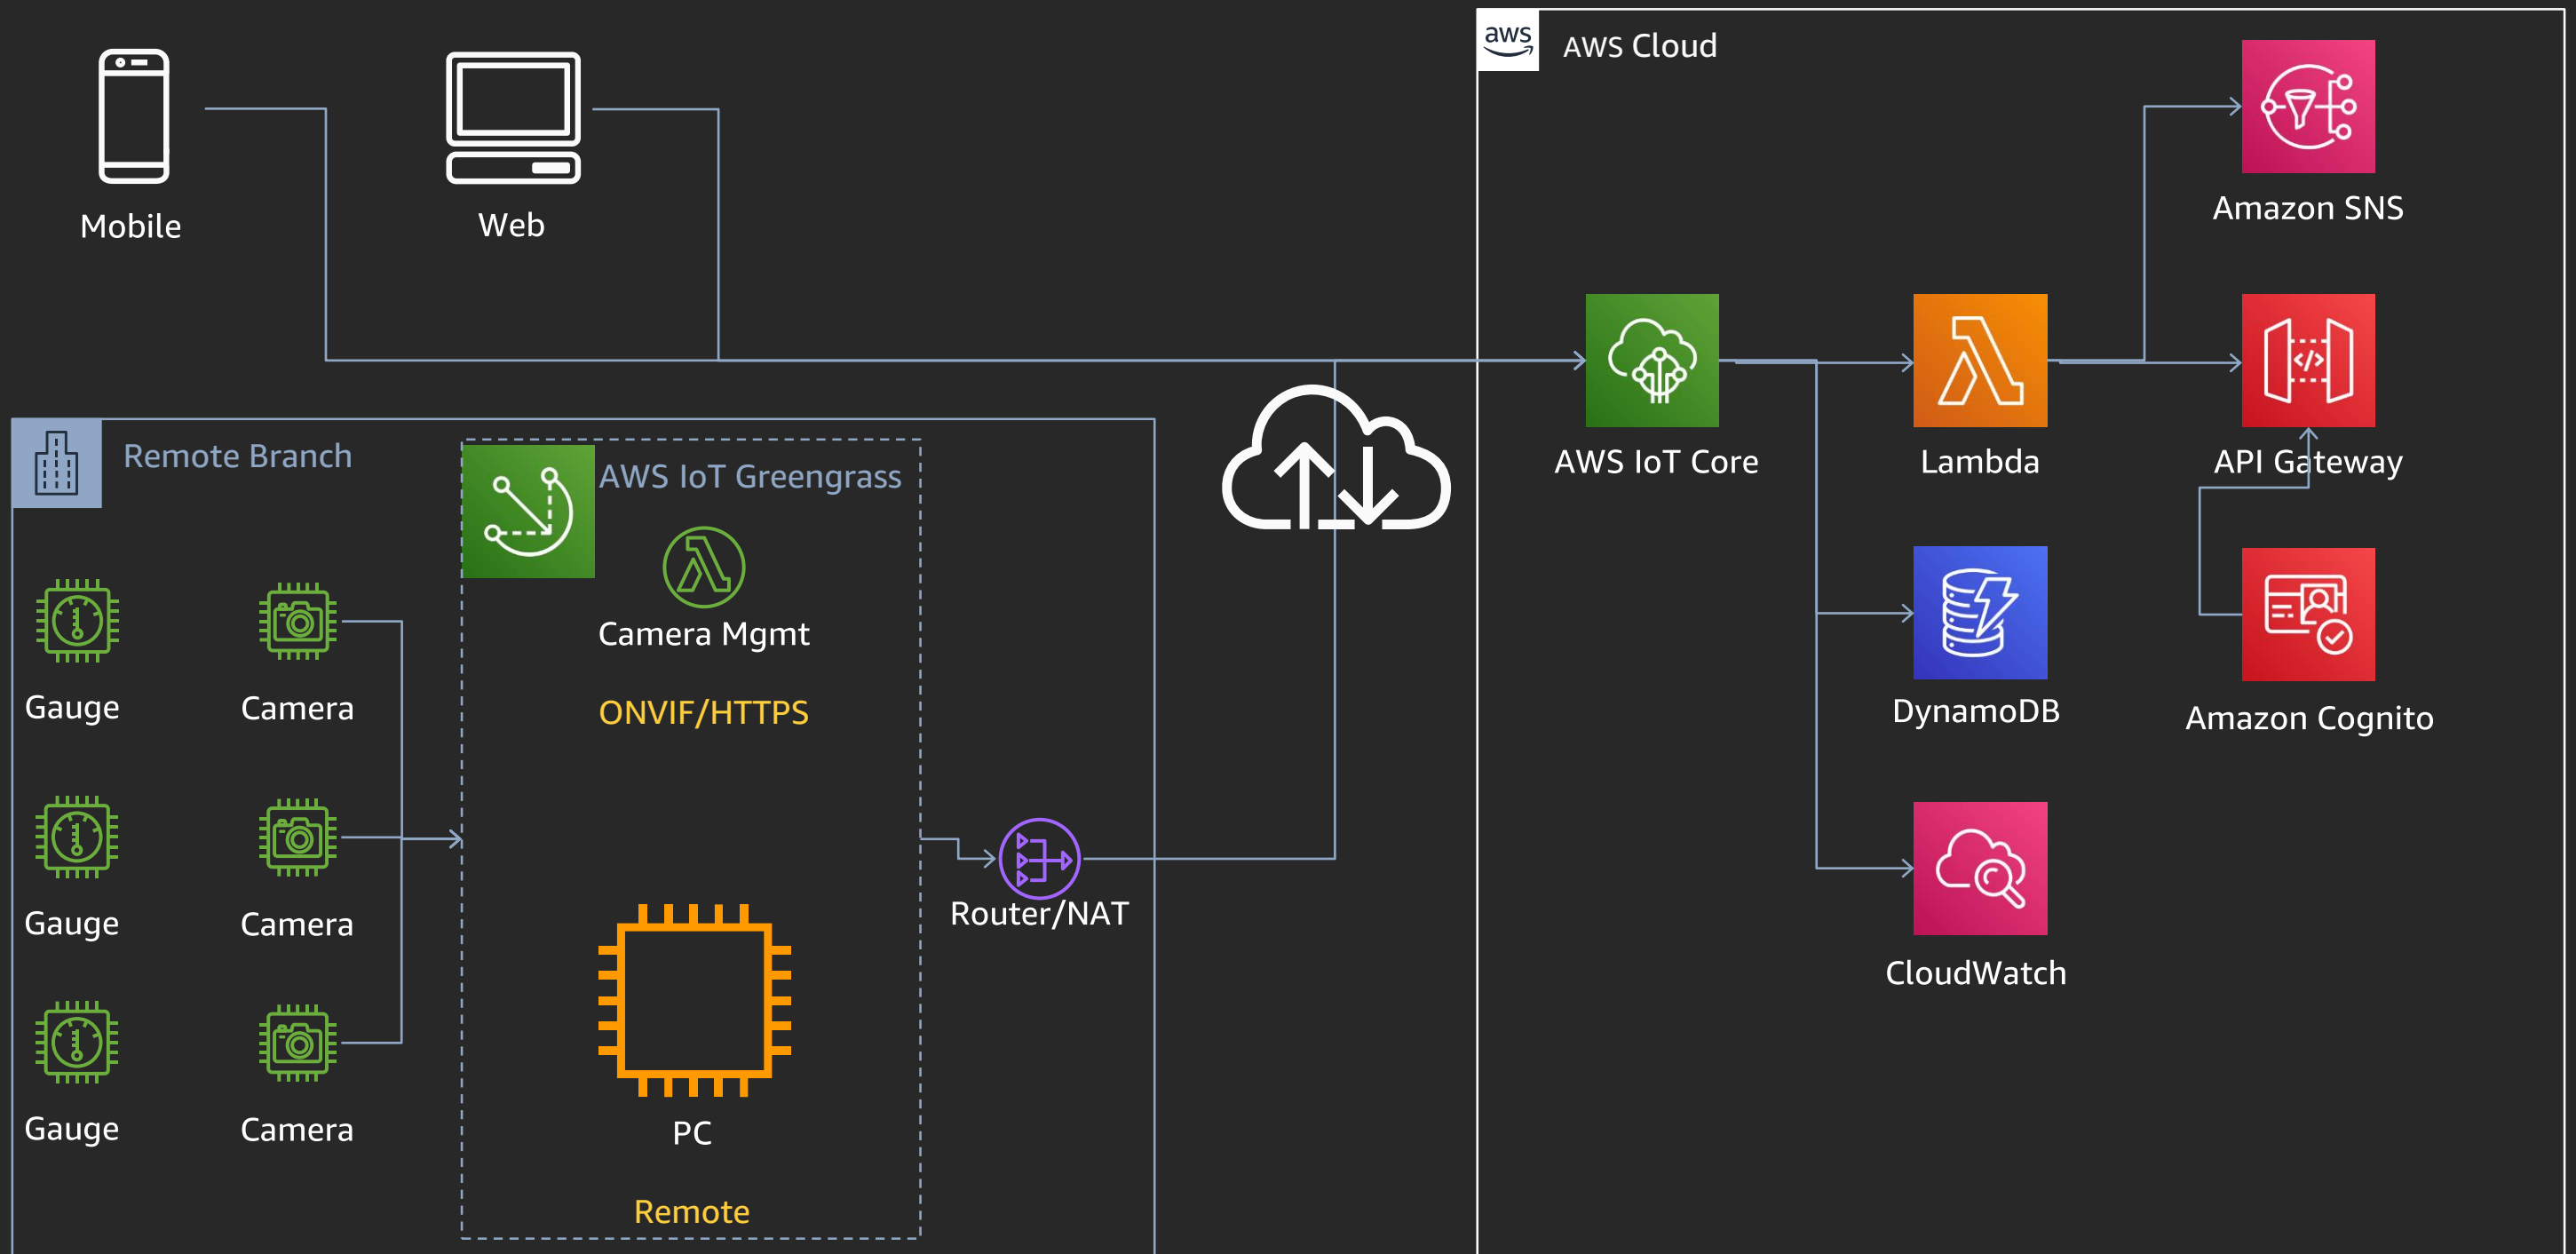 Mobile
Web
aws
AWS Cloud
Amazon SNS
AWS IoT Core
Lambda
API Gateway
DynamoDB
Amazon Cognito
CloudWatch
Remote Branch
AWS IoT Greengrass
Camera Mgmt
ONVIF/HTTPS
Gauge
Camera
Gauge
Camera
Gauge
Camera
PC
Remote
Router/NAT